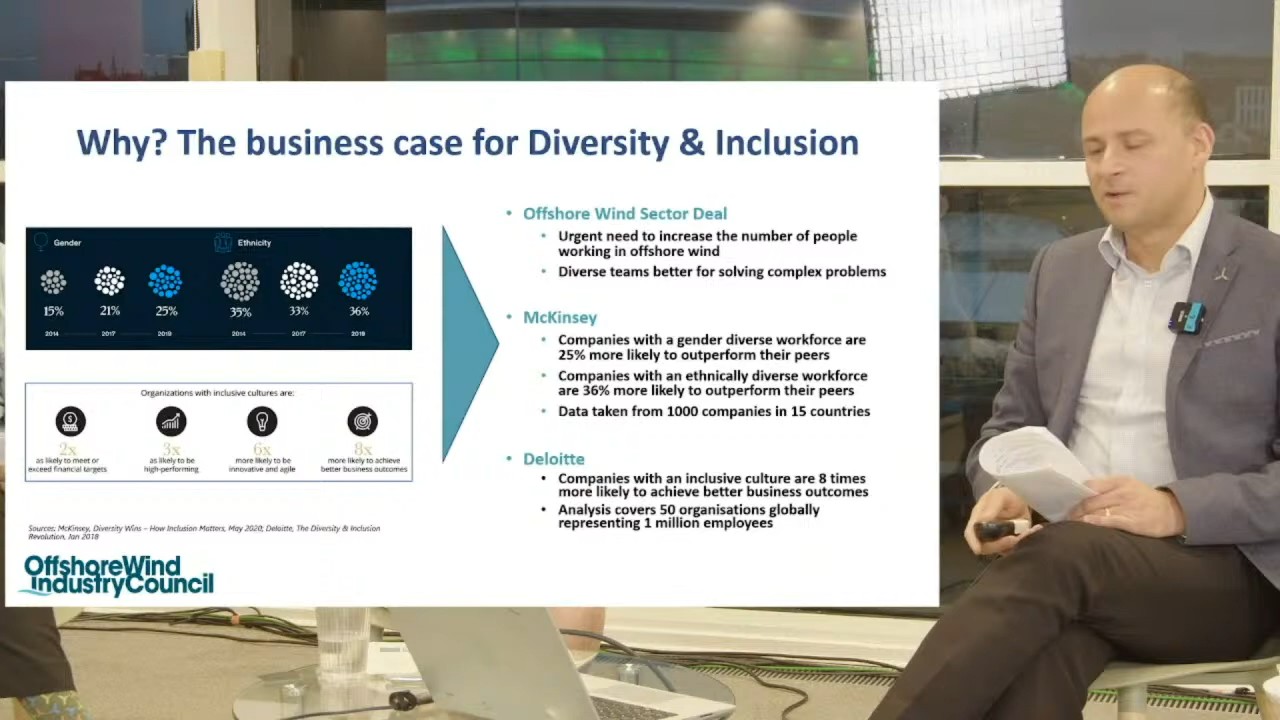 Why? The business case for Diversity & Inclusion
Gender
Ethnicity
15%
21%
25%
35%
33%
36%
2014
2017
2019
2014
2017
2019
Organizations with inclusive cultures are:
2x
3x
6x
8x
as likely to meet or
exceed financial targets
as likely to be
high-performing
more likely to be
innovative and agile
more likely to achieve
better business outcomes
Sources: McKinsey, Diversity Wins – How Inclusion Matters, May 2020; Deloitte, The Diversity & Inclusion
Revolution, Jan 2018
OffshoreWind
IndustryCouncil
• Offshore Wind Sector Deal
• Urgent need to increase the number of people
working in offshore wind
• Diverse teams better for solving complex problems
• McKinsey
• Companies with a gender diverse workforce are
25% more likely to outperform their peers
• Companies with an ethnically diverse workforce
are 36% more likely to outperform their peers
• Data taken from 1000 companies in 15 countries
• Deloitte
• Companies with an inclusive culture are 8 times
more likely to achieve better business outcomes
• Analysis covers 50 organisations globally
representing 1 million employees